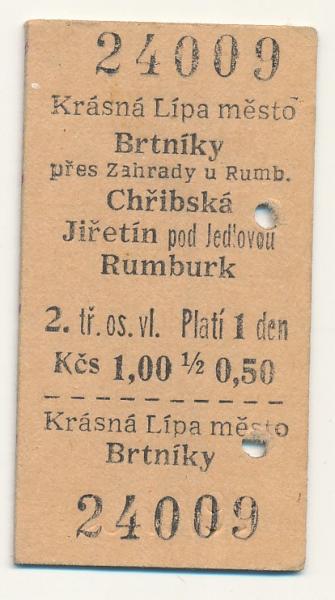 24009
Krásná Lípa město
Brtníky
přes Zahrady u Rumb.
Chřibská
Jiřetín pod Jedlovou
Rumburk
2. tř. os. vl. Platí 1 den
Kčs 1,00 ½ 0,50
Krásná Lípa město
Brtníky
24009